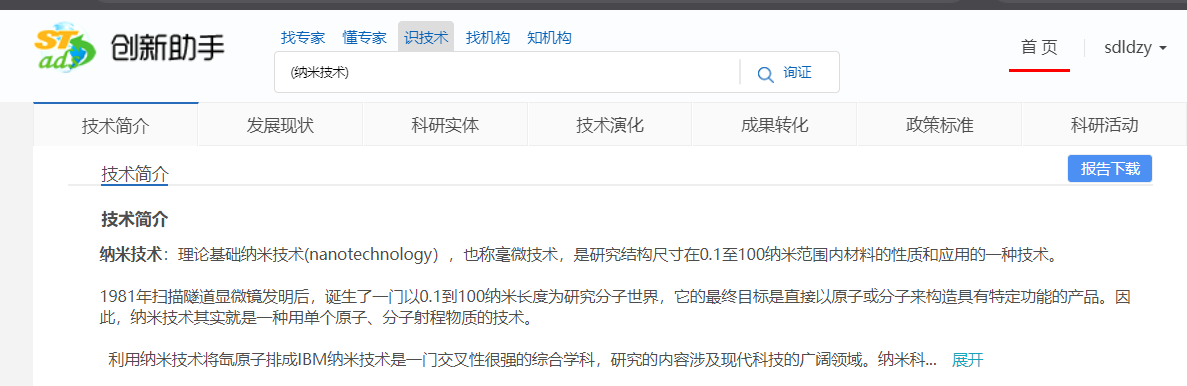 ST
ads
创新助手
找专家 懂专家 识技术 找机构 知机构
(纳米技术)
询证
首 页
sdldzy
技术简介 发展现状 科研实体 技术演化 成果转化 政策标准 科研活动
技术简介
报告下载
技术简介
纳米技术：理论基础纳米技术(nanotechnology），也称毫微技术，是研究结构尺寸在0.1至100纳米范围内材料的性质和应用的一种技术。
1981年扫描隧道显微镜发明后，诞生了一门以0.1到100纳米长度为研究分子世界，它的最终目标是直接以原子或分子来构造具有特定功能的产品。因
此，纳米技术其实就是一种用单个原子、分子射程物质的技术。
利用纳米技术将氙原子排成IBM纳米技术是一门交叉性很强的综合学科，研究的内容涉及现代科技的广阔领域。纳米科... 展开